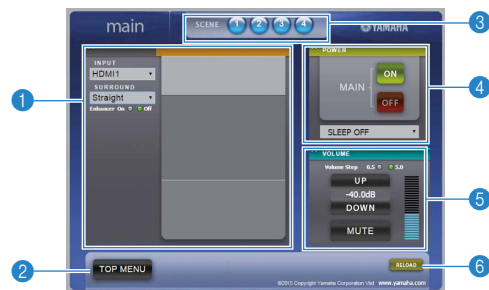 main
SCENE 1 2 3 4
YAMAHA
3
1
INPUT
HDMI1
SURROUND
Straight
Enhancer On Off
POWER
MAIN
ON
OFF
SLEEP OFF
4
VOLUME
Volume Step 0.5 5.0
UP
-40.0dB
DOWN
MUTE
5
2
TOP MENU
RELOAD
6
©2015 Copyright Yamaha Corporation Visit www.yamaha.com